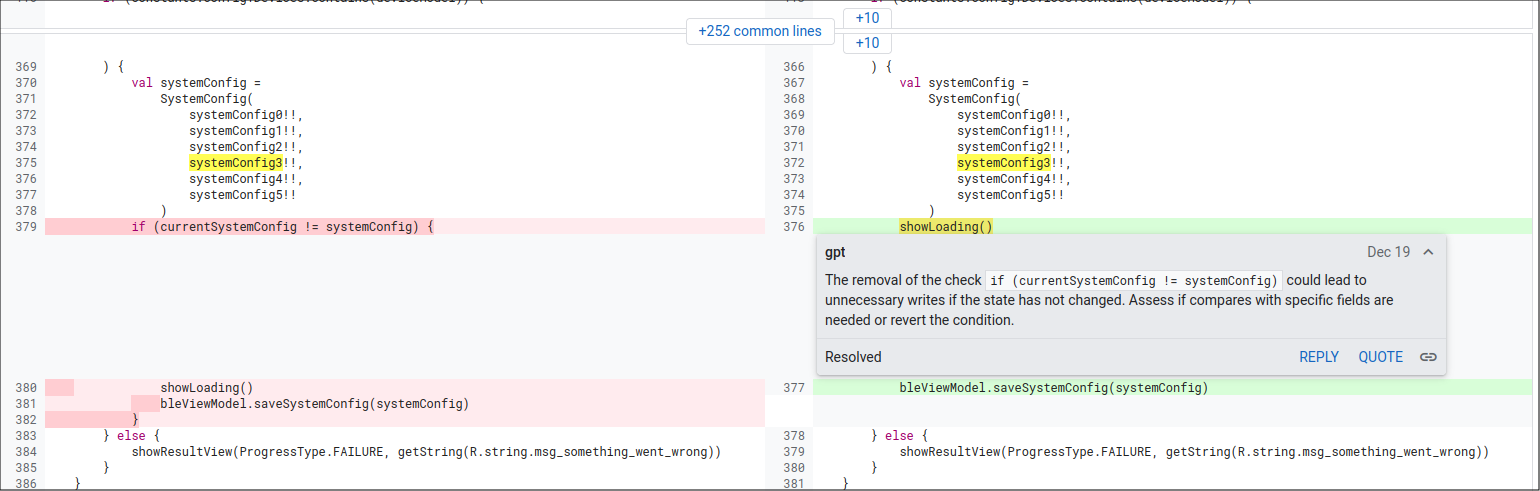 +252 common lines
+10
+10
369 ) {
370 val systemConfig =
371 SystemConfig(
372 systemConfig0!!,
373 systemConfig1!!,
374 systemConfig2!!,
375 systemConfig3!!,
376 systemConfig4!!,
377 systemConfig5!!
378 )
379 if (currentSystemConfig != systemConfig) {
380 showLoading()
381 bleViewModel.saveSystemConfig(systemConfig)
382 }
383 } else {
384 showResultView(ProgressType.FAILURE, getString(R.string.msg_something_went_wrong))
385 }
386 }
366 ) {
367 val systemConfig =
368 SystemConfig(
369 systemConfig0!!,
370 systemConfig1!!,
371 systemConfig2!!,
372 systemConfig3!!,
373 systemConfig4!!,
374 systemConfig5!!
375 )
376 showLoading()
gpt Dec 19
The removal of the check if (currentSystemConfig != systemConfig) could lead to
unnecessary writes if the state has not changed. Assess if compares with specific fields are
needed or revert the condition.
Resolved REPLY QUOTE
377 bleViewModel.saveSystemConfig(systemConfig)
378 } else {
379 showResultView(ProgressType.FAILURE, getString(R.string.msg_something_went_wrong))
380 }
381 }